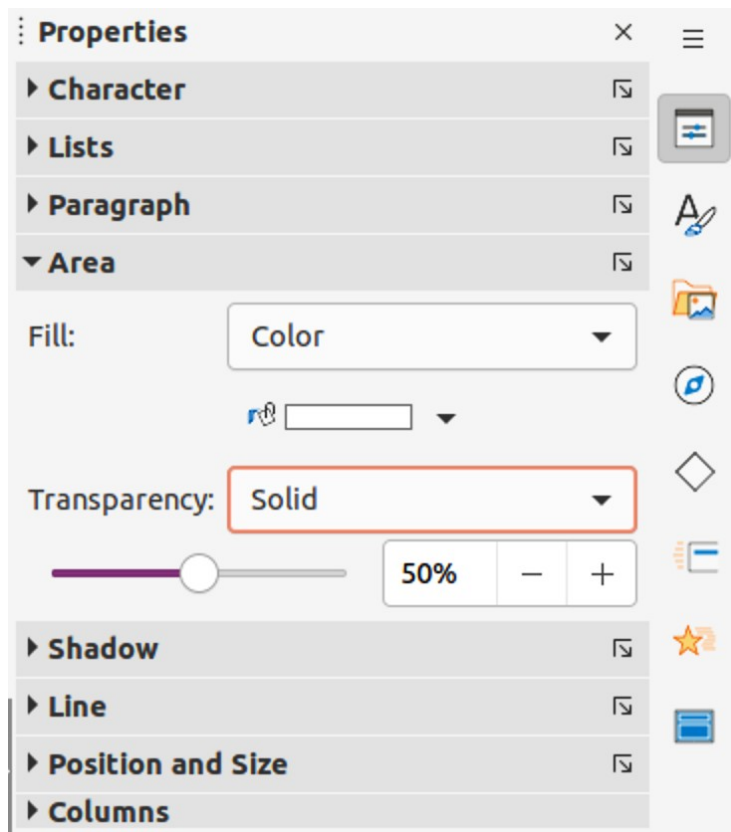 Properties
Character
Lists
Paragraph
Area
Fill: Color
Transparency: Solid
50%
Shadow
Line
Position and Size
Columns